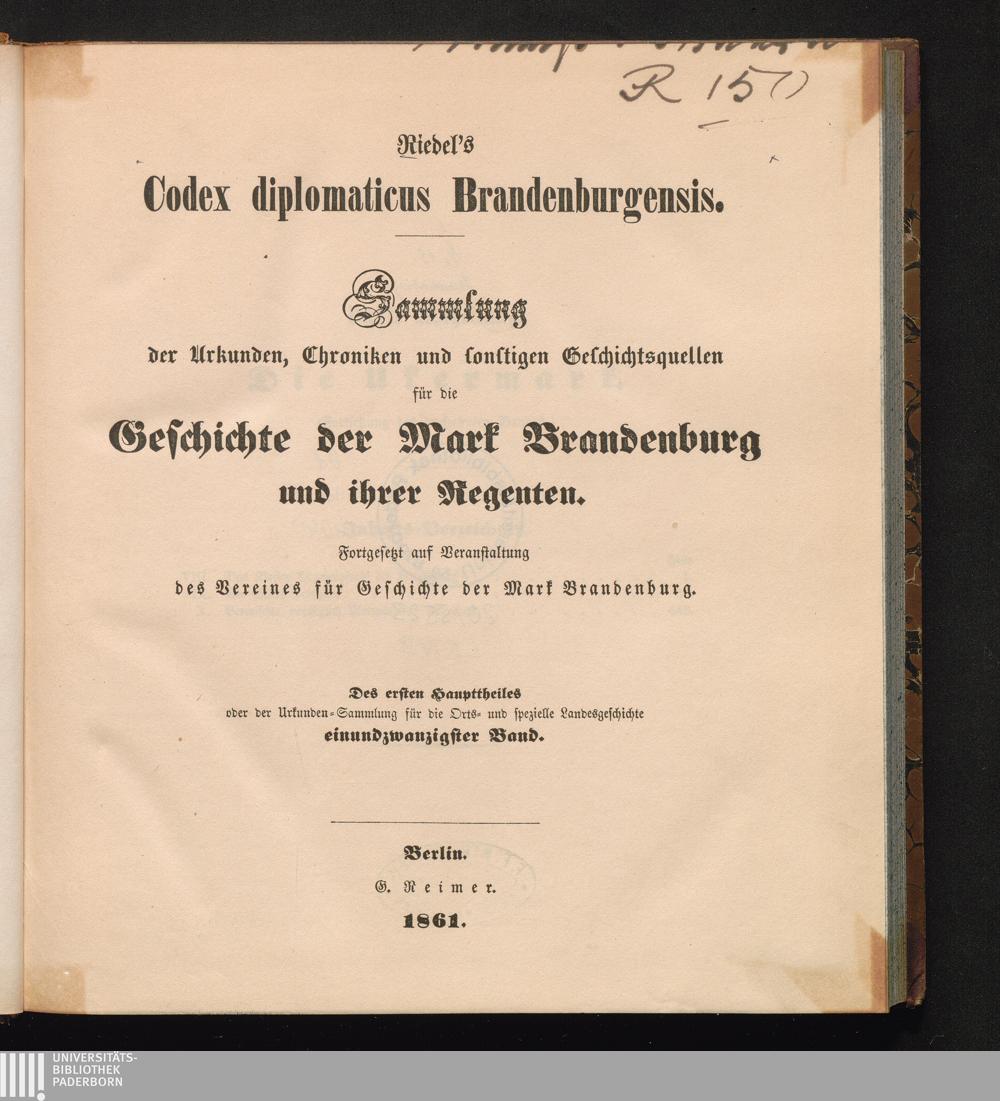 R 150
Riedel's
Codex diplomaticus Brandenburgensis.
Sammlung
der Urkunden, Chroniken und sonstigen Geschichtsquellen
für die
Geschichte der Mark Brandenburg
und ihrer Regenten.
Fortgesetzt auf Veranstaltung
des Vereines für Geschichte der Mark Brandenburg.
Des ersten Haupttheiles
oder der Urkunden-Sammlung für die Orts- und spezielle Landesgeschichte
einundzwanzigster Band.
Berlin.
G. Reimer.
1861.
UNIVERSITÄTS-
BIBLIOTHEK
PADERBORN